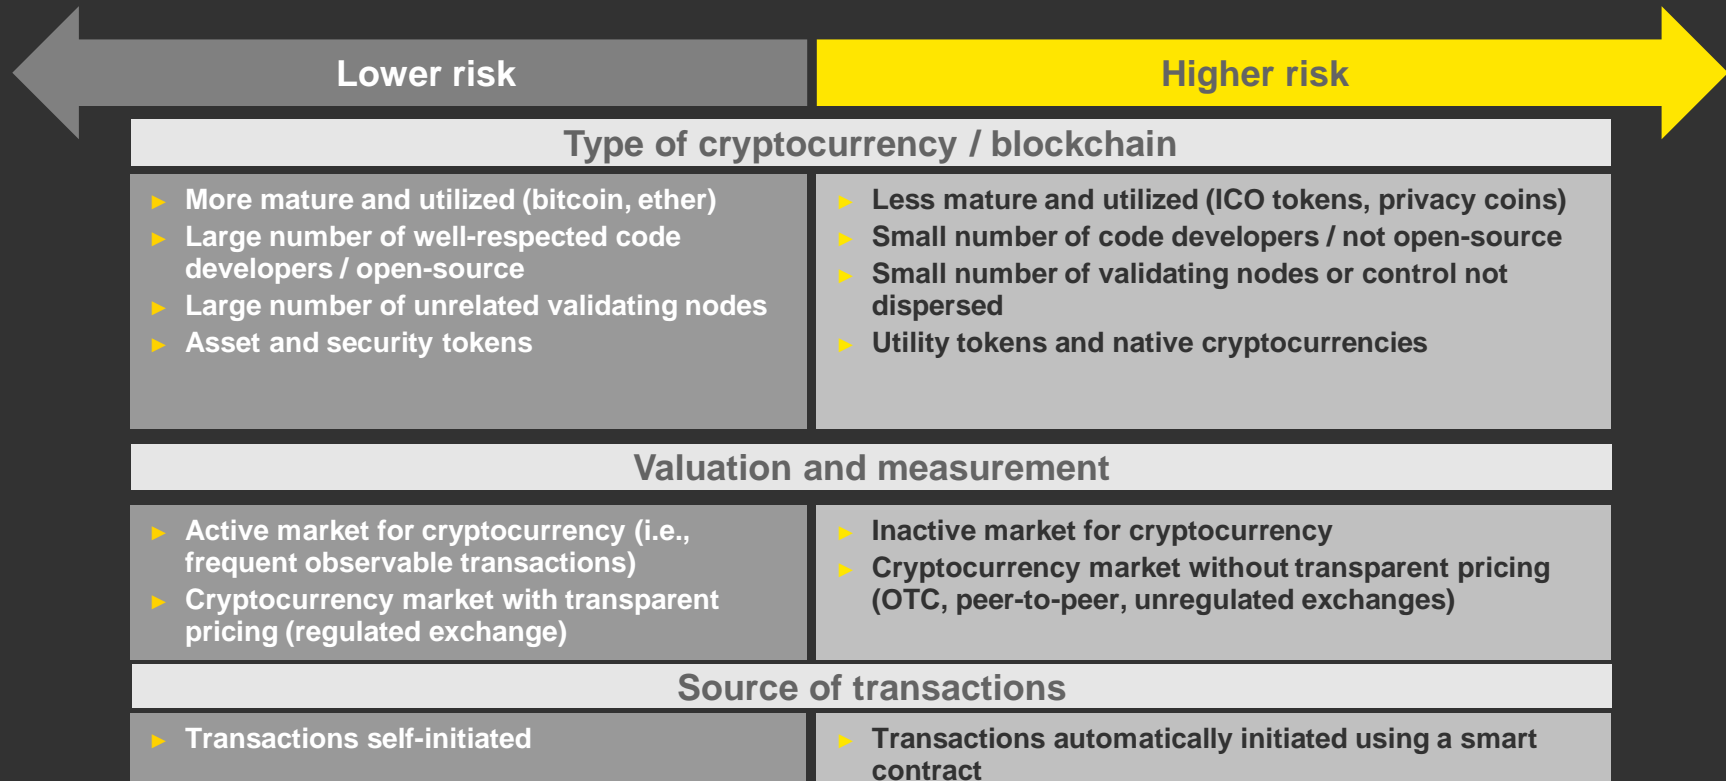 Lower risk
Higher risk
Type of cryptocurrency / blockchain
► More mature and utilized (bitcoin, ether)
► Large number of well-respected code
developers / open-source
► Large number of unrelated validating nodes
► Asset and security tokens
► Less mature and utilized (ICO tokens, privacy coins)
► Small number of code developers / not open-source
► Small number of validating nodes or control not
dispersed
► Utility tokens and native cryptocurrencies
Valuation and measurement
► Active market for cryptocurrency (i.e.,
frequent observable transactions)
► Cryptocurrency market with transparent
pricing (regulated exchange)
► Inactive market for cryptocurrency
► Cryptocurrency market without transparent pricing
(OTC, peer-to-peer, unregulated exchanges)
Source of transactions
► Transactions self-initiated
► Transactions automatically initiated using a smart
contract